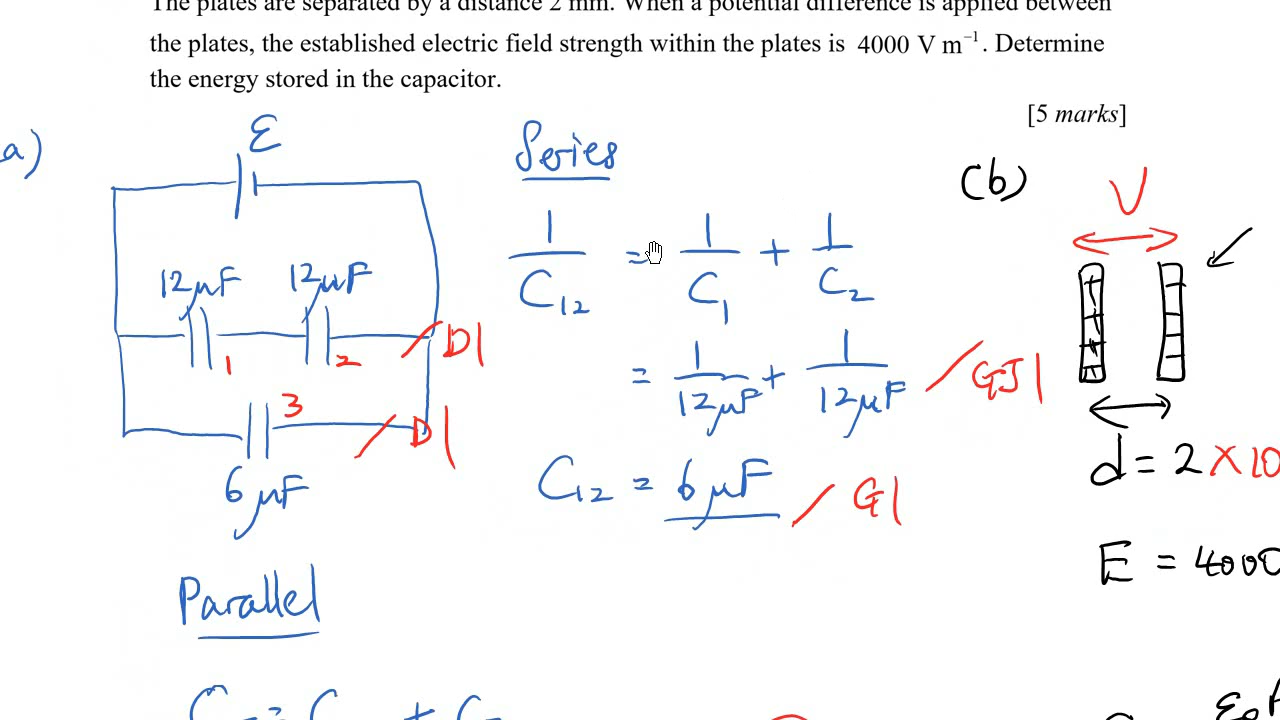 The plates are separated by a distance 2 mm. When a potential difference is applied between
the plates, the established electric field strength within the plates is 4000 V m⁻¹. Determine
the energy stored in the capacitor.
[5 marks]
a)
ε
12μF 12μF
1 2 /D1
3 /D1
6μF
Series
1/C₁₂ = 1/C₁ + 1/C₂
= 1/12μF + 1/12μF /GJ1
C₁₂ = 6μF /G1
Parallel
(b)
V
d = 2 ×10
E = 4000